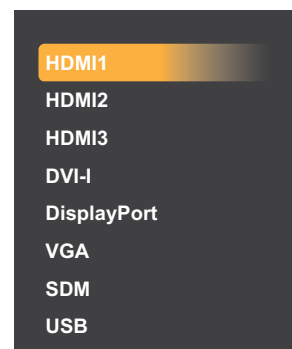 HDMI1
HDMI2
HDMI3
DVI-I
DisplayPort
VGA
SDM
USB